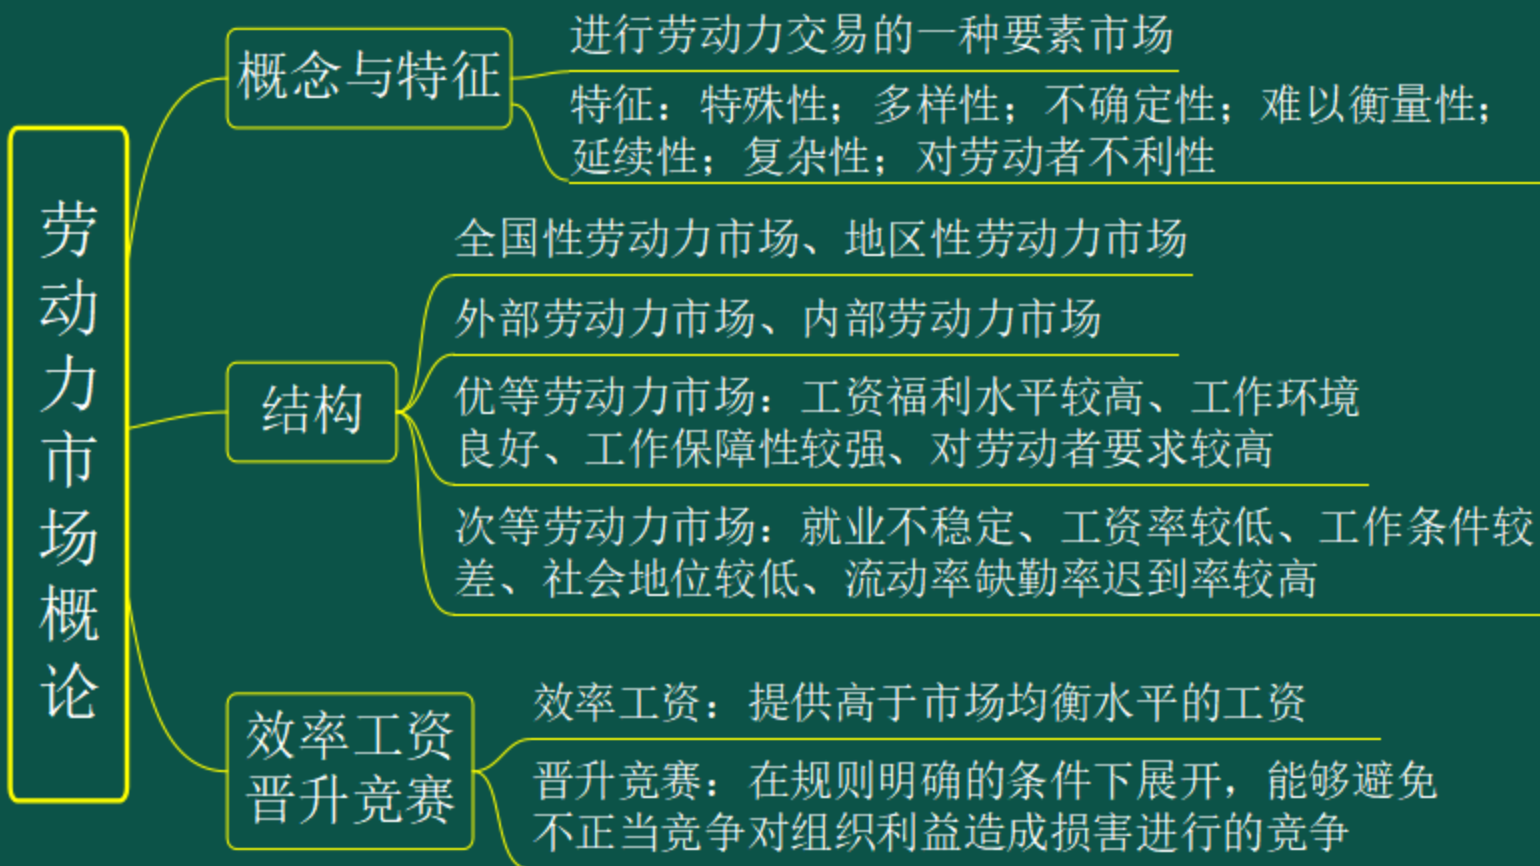 劳动力市场概论
概念与特征
进行劳动力交易的一种要素市场
特征：特殊性；多样性；不确定性；难以衡量性；
延续性；复杂性；对劳动者不利性
结构
全国性劳动力市场、地区性劳动力市场
外部劳动力市场、内部劳动力市场
优等劳动力市场：工资福利水平较高、工作环境
良好、工作保障性较强、对劳动者要求较高
次等劳动力市场：就业不稳定、工资率较低、工作条件较
差、社会地位较低、流动率缺勤率迟到率较高
效率工资
晋升竞赛
效率工资：提供高于市场均衡水平的工资
晋升竞赛：在规则明确的条件下展开，能够避免
不正当竞争对组织利益造成损害进行的竞争